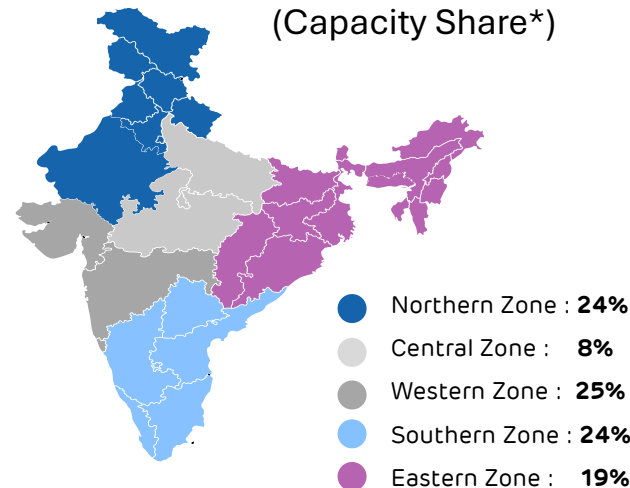 (Capacity Share*)
Northern Zone : 24%
Central Zone : 8%
Western Zone : 25%
Southern Zone : 24%
Eastern Zone : 19%